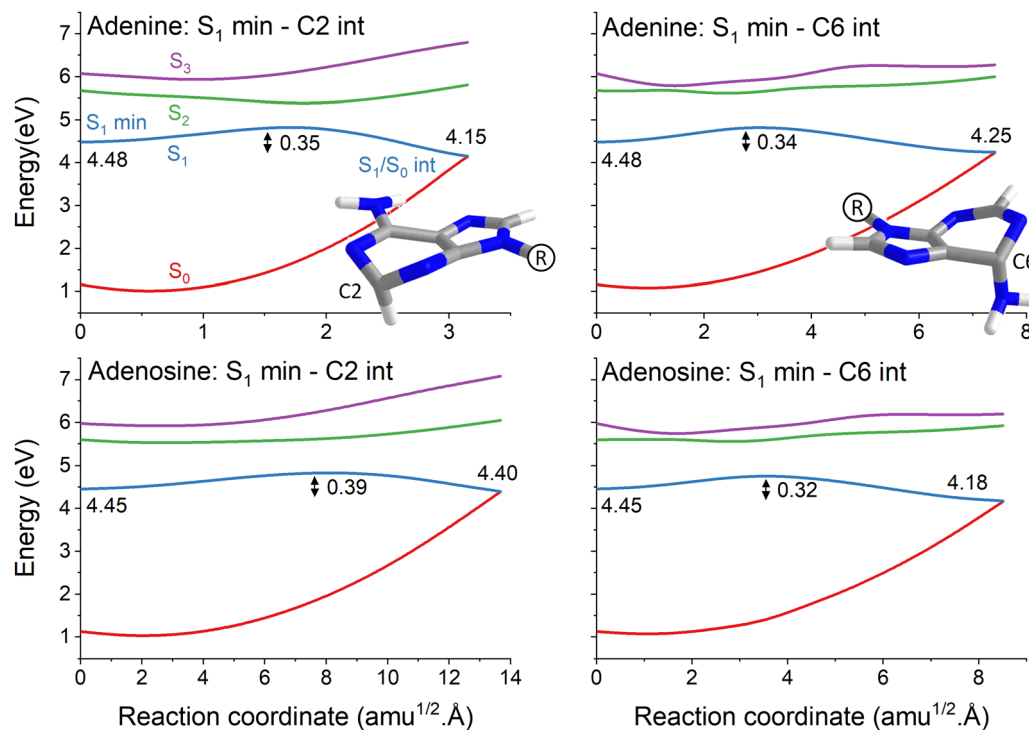 Adenine: S₁ min - C2 int
Energy(eV)
7
6
5
4
3
2
1
S₃
S₂
S₁ min
4.48
S₁
0.35
4.15
S₁/S₀ int
S₀
C2
R
0 1 2 3
Adenine: S₁ min - C6 int
4.48
0.34
4.25
R
C6
0 2 4 6 8
Adenosine: S₁ min - C2 int
Energy (eV)
7
6
5
4
3
2
1
4.45
0.39
4.40
0 2 4 6 8 10 12 14
Reaction coordinate (amu¹ᐟ².Å)
Adenosine: S₁ min - C6 int
4.45
0.32
4.18
0 2 4 6 8
Reaction coordinate (amu¹ᐟ².Å)